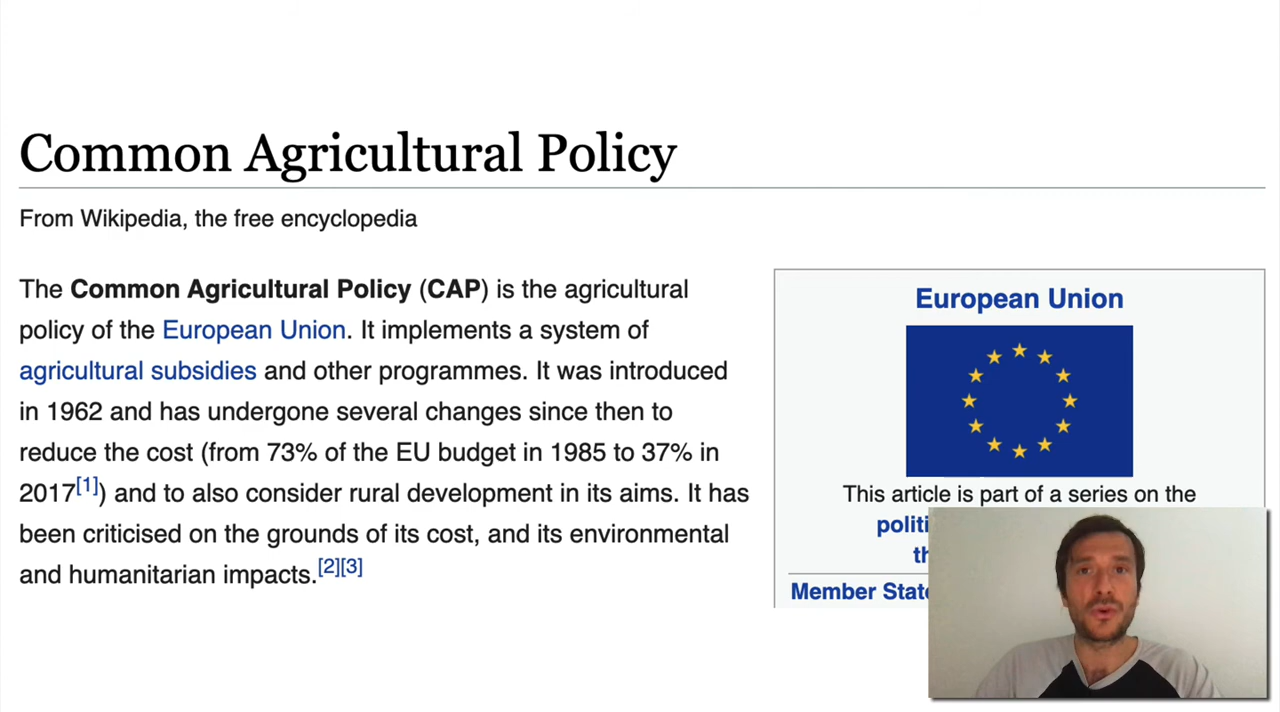 Common Agricultural Policy
From Wikipedia, the free encyclopedia
The Common Agricultural Policy (CAP) is the agricultural
policy of the European Union. It implements a system of
agricultural subsidies and other programmes. It was introduced
in 1962 and has undergone several changes since then to
reduce the cost (from 73% of the EU budget in 1985 to 37% in
2017[1]) and to also consider rural development in its aims. It has
been criticised on the grounds of its cost, and its environmental
and humanitarian impacts.[2][3]
European Union
This article is part of a series on the
Member